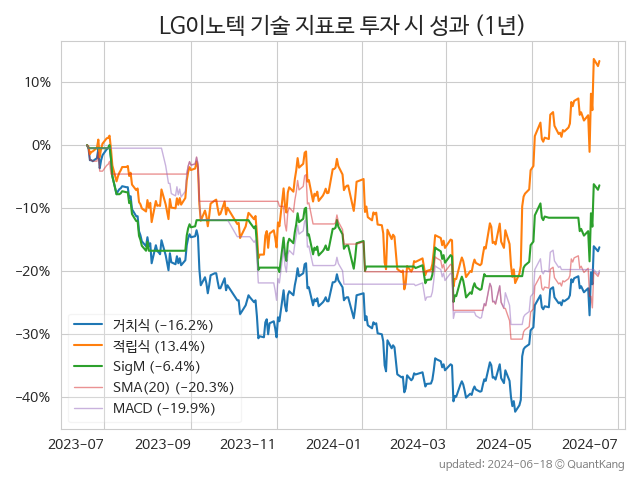 LG이노텍 기술 지표로 투자 시 성과 (1년)
10%
0%
−10%
−20%
−30%
−40%
거치식 (−16.2%)
적립식 (13.4%)
SigM (−6.4%)
SMA(20) (−20.3%)
MACD (−19.9%)
2023−07 2023−09 2023−11 2024−01 2024−03 2024−05 2024−07
updated: 2024−06−18 © QuantKang